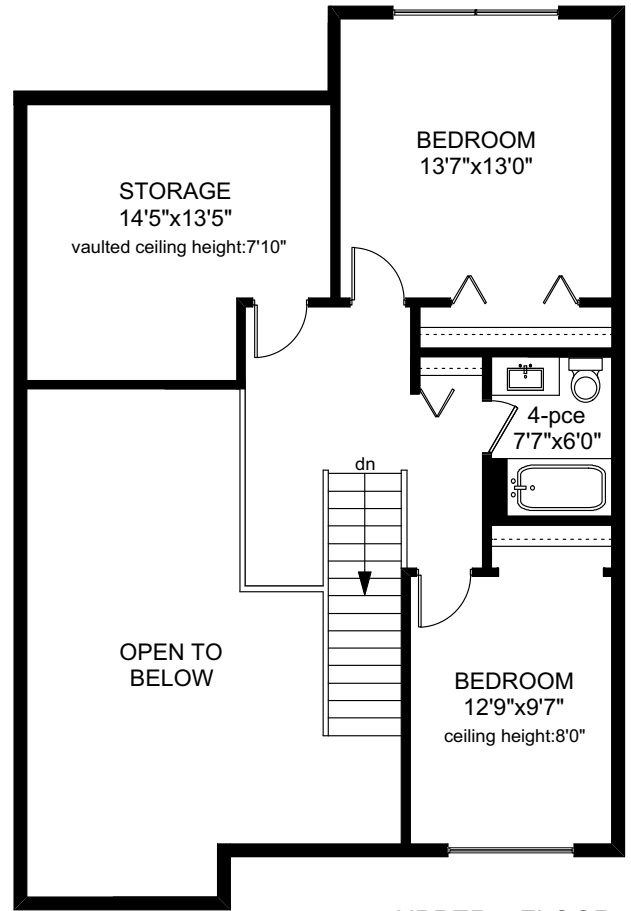 BEDROOM
13'7"x13'0"
STORAGE
14'5"x13'5"
vaulted ceiling height:7'10"
4-pce
7'7"x6'0"
dn
OPEN TO
BELOW
BEDROOM
12'9"x9'7"
ceiling height:8'0"